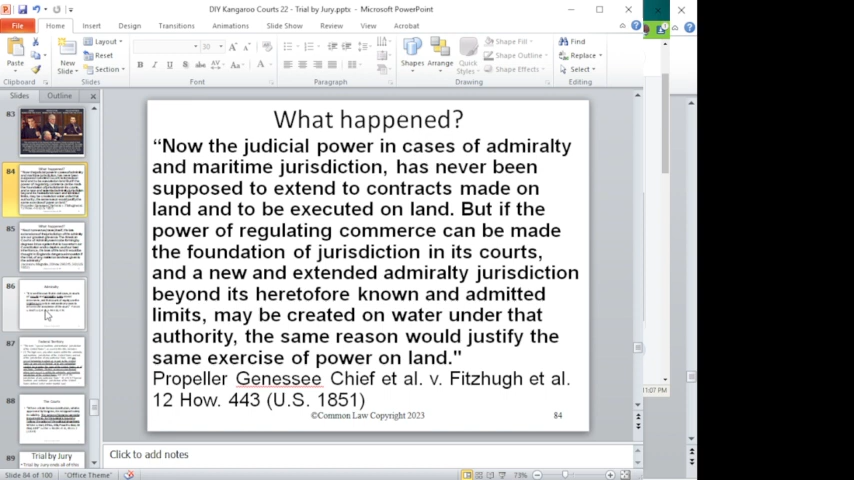 DIY Kangaroo Courts 22 - Trial by Jury.pptx - Microsoft PowerPoint
File Home Insert Design Transitions Animations Slide Show Review View Acrobat
Paste
New Slide
Layout
Reset
Section
30
Shapes
Arrange
Quick Styles
Shape Fill
Shape Outline
Shape Effects
Find
Replace
Select
Clipboard Slides Font Paragraph Drawing Editing
Slides Outline
83
84
85
86
87
88
89
Trial by Jury
What happened?
“Now the judicial power in cases of admiralty
and maritime jurisdiction, has never been
supposed to extend to contracts made on
land and to be executed on land. But if the
power of regulating commerce can be made
the foundation of jurisdiction in its courts,
and a new and extended admiralty jurisdiction
beyond its heretofore known and admitted
limits, may be created on water under that
authority, the same reason would justify the
same exercise of power on land."
Propeller Genessee Chief et al. v. Fitzhugh et al.
12 How. 443 (U.S. 1851)
©Common Law Copyright 2023
84
Click to add notes
Slide 84 of 100
"Office Theme"
73%
11:07 PM